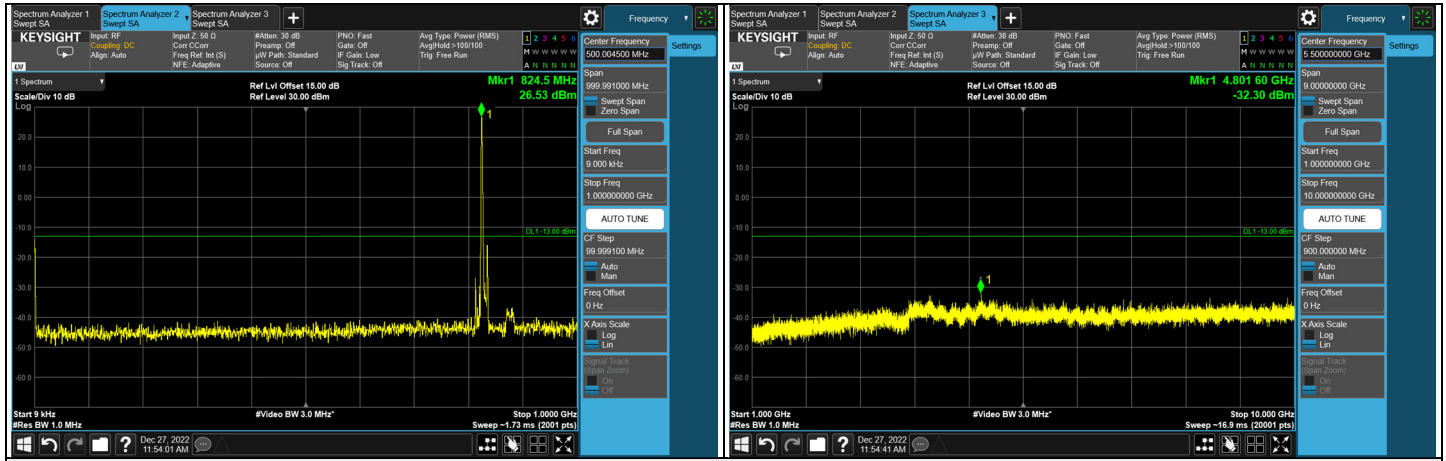 Spectrum Analyzer 1
Swept SA
Spectrum Analyzer 2
Swept SA
Spectrum Analyzer 3
Swept SA
Frequency
KEYSIGHT
LXI
Input: RF
Coupling: DC
Align: Auto
Input Z: 50 Ω
Corr CCorr
Freq Ref: Int (S)
NFE: Adaptive
#Atten: 30 dB
Preamp: Off
µW Path: Standard
Source: Off
PNO: Fast
Gate: Off
IF Gain: Low
Sig Track: Off
Avg Type: Power (RMS)
Avg|Hold:>100/100
Trig: Free Run
1 2 3 4 5 6
M W W W W W
A N N N N N
1 Spectrum
Scale/Div 10 dB
Log
Ref Lvl Offset 15.00 dB
Ref Level 30.00 dBm
Mkr1 824.5 MHz
26.53 dBm
1
20.0
10.0
0.00
-10.0
-20.0
-30.0
-40.0
-50.0
-60.0
DL1 -13.00 dBm
Start 9 kHz
#Res BW 1.0 MHz
#Video BW 3.0 MHz*
Stop 1.0000 GHz
Sweep ~1.73 ms (2001 pts)
Dec 27, 2022
11:54:01 AM
Center Frequency
500.004500 MHz
Settings
Span
999.991000 MHz
Swept Span
Zero Span
Full Span
Start Freq
9.000 kHz
Stop Freq
1.000000000 GHz
AUTO TUNE
CF Step
99.999100 MHz
Auto
Man
Freq Offset
0 Hz
X Axis Scale
Log
Lin
Signal Track
(Span Zoom)
On
Off
Spectrum Analyzer 1
Swept SA
Spectrum Analyzer 2
Swept SA
Spectrum Analyzer 3
Swept SA
Frequency
KEYSIGHT
LXI
Input: RF
Coupling: DC
Align: Auto
Input Z: 50 Ω
Corr CCorr
Freq Ref: Int (S)
NFE: Adaptive
#Atten: 30 dB
Preamp: Off
µW Path: Standard
Source: Off
PNO: Fast
Gate: Off
IF Gain: Low
Sig Track: Off
Avg Type: Power (RMS)
Avg|Hold:>100/100
Trig: Free Run
1 2 3 4 5 6
M W W W W W
A N N N N N
1 Spectrum
Scale/Div 10 dB
Log
Ref Lvl Offset 15.00 dB
Ref Level 30.00 dBm
Mkr1 4.801 60 GHz
-32.30 dBm
1
20.0
10.0
0.00
-10.0
-20.0
-30.0
-40.0
-50.0
-60.0
DL1 -13.00 dBm
Start 1.000 GHz
#Res BW 1.0 MHz
#Video BW 3.0 MHz*
Stop 10.000 GHz
Sweep ~16.9 ms (20001 pts)
Dec 27, 2022
11:54:41 AM
Center Frequency
5.500000000 GHz
Settings
Span
9.00000000 GHz
Swept Span
Zero Span
Full Span
Start Freq
1.000000000 GHz
Stop Freq
10.000000000 GHz
AUTO TUNE
CF Step
900.000000 MHz
Auto
Man
Freq Offset
0 Hz
X Axis Scale
Log
Lin
Signal Track
(Span Zoom)
On
Off